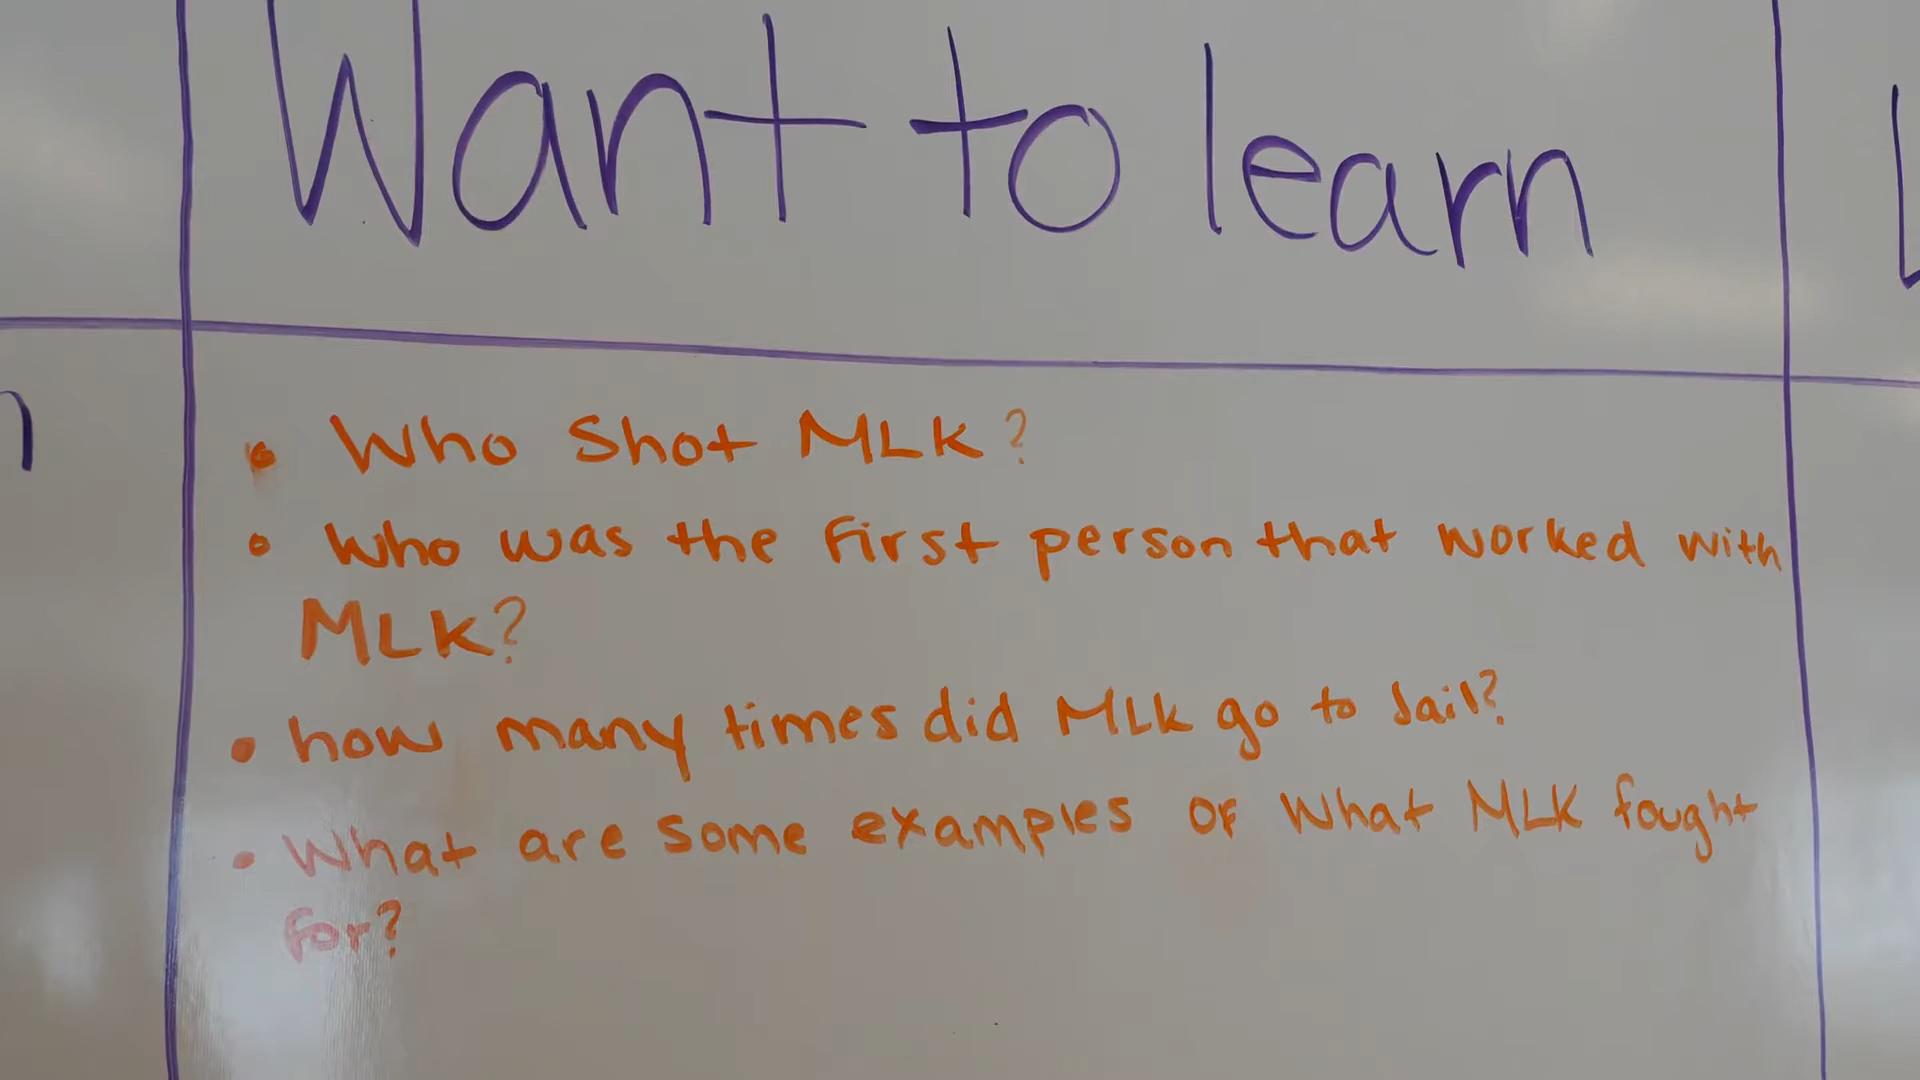 Want to learn
• Who Shot MLK?
• Who was the First person that worked with
MLK?
• how many times did MLK go to Jail?
• What are some examples of What MLK fought
For?